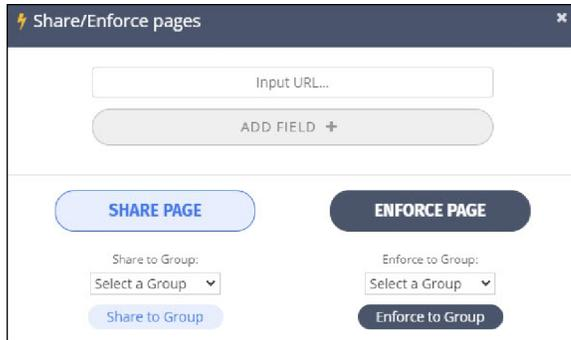 Share/Enforce pages
Input URL...
ADD FIELD +
SHARE PAGE
ENFORCE PAGE
Share to Group:
Enforce to Group:
Select a Group
Select a Group
Share to Group
Enforce to Group